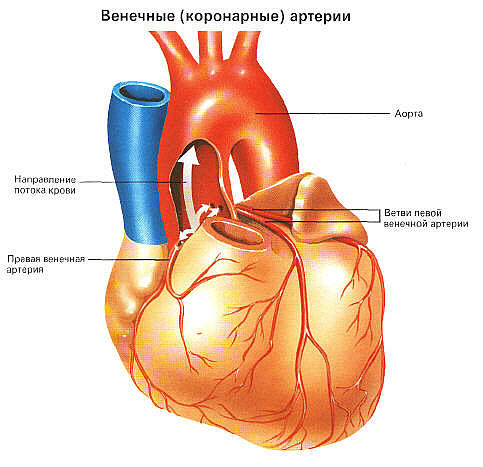 Венечные (коронарные) артерии
Аорта
Направление
потока крови
Ветви левой
венечной артерии
Правая венечная
артерия